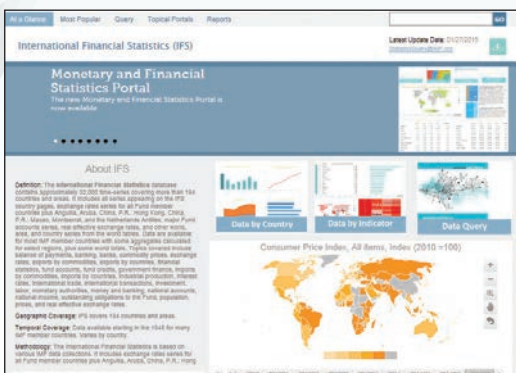 At a Glance Most Popular Query Topical Portals Reports
GO
International Financial Statistics (IFS)
Latest Update Date: 01/27/2015
Monetary and Financial
Statistics Portal
The new Monetary and Financial Statistics Portal is
now available
About IFS
Definition: The International Financial Statistics database
contains approximately 32,000 time series covering more than 194
countries and areas. It includes all series appearing on the IFS
country pages, exchange rates series for all Fund member
countries plus Anguilla, Aruba, China, P.R.: Hong Kong, China,
P.R.: Macao, Montserrat, and the Netherlands Antilles, major Fund
accounts series, real effective exchange rates, and other world,
area, and country series from the world tables. Data are available
for most IMF member countries with some aggregates calculated
for select regions, plus some world totals. Topics covered include
balance of payments, banking, banks, commodity prices, exchange
rates, exports by commodities, exports by countries, financial
statistics, fund accounts, fund credits, government finance, imports
by commodities, imports by countries, industrial production, interest
rates, international trade, international transactions, investment,
labor, monetary authorities, money and banking, national accounts,
national income, outstanding obligations to the Fund, population,
prices, and real effective exchange rates.
Geographic Coverage: IFS covers 194 countries and areas.
Temporal Coverage: Data available starting in the 1948 for many
IMF member countries. Varies by country.
Methodology: The International Financial Statistics is based on
various IMF data collections. It includes exchange rates series for
all Fund member countries plus Anguilla, Aruba, China, P.R.: Hong
Data by Country
Data by Indicator
Data Query
Consumer Price Index, All items, Index (2010 =100)